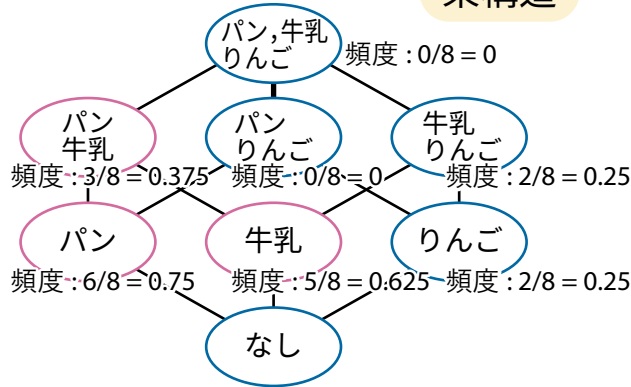 パン,牛乳
りんご
頻度 : 0/8 = 0
パン
牛乳
頻度 : 3/8 = 0.375
パン
りんご
頻度 : 0/8 = 0
牛乳
りんご
頻度 : 2/8 = 0.25
パン
頻度 : 6/8 = 0.75
牛乳
頻度 : 5/8 = 0.625
りんご
頻度 : 2/8 = 0.25
なし